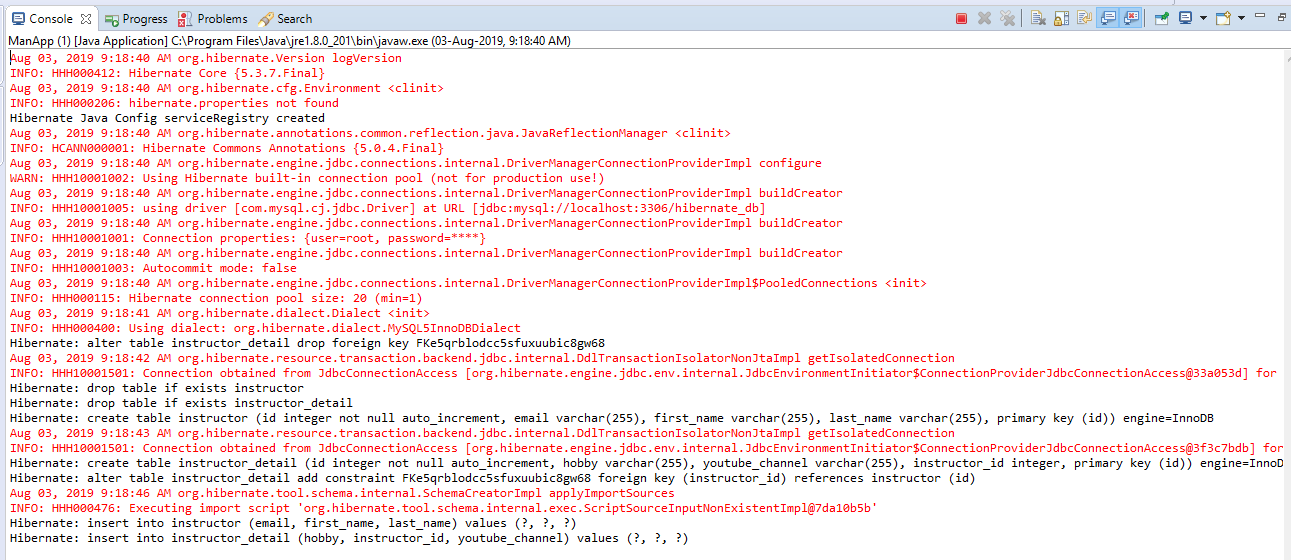 Console Progress Problems Search
ManApp (1) [Java Application] C:\Program Files\Java\jre1.8.0_201\bin\javaw.exe (03-Aug-2019, 9:18:40 AM)
Aug 03, 2019 9:18:40 AM org.hibernate.Version logVersion
INFO: HHH000412: Hibernate Core {5.3.7.Final}
Aug 03, 2019 9:18:40 AM org.hibernate.cfg.Environment <clinit>
INFO: HHH000206: hibernate.properties not found
Hibernate Java Config serviceRegistry created
Aug 03, 2019 9:18:40 AM org.hibernate.annotations.common.reflection.java.JavaReflectionManager <clinit>
INFO: HCANN000001: Hibernate Commons Annotations {5.0.4.Final}
Aug 03, 2019 9:18:40 AM org.hibernate.engine.jdbc.connections.internal.DriverManagerConnectionProviderImpl configure
WARN: HHH10001002: Using Hibernate built-in connection pool (not for production use!)
Aug 03, 2019 9:18:40 AM org.hibernate.engine.jdbc.connections.internal.DriverManagerConnectionProviderImpl buildCreator
INFO: HHH10001005: using driver [com.mysql.cj.jdbc.Driver] at URL [jdbc:mysql://localhost:3306/hibernate_db]
Aug 03, 2019 9:18:40 AM org.hibernate.engine.jdbc.connections.internal.DriverManagerConnectionProviderImpl buildCreator
INFO: HHH10001001: Connection properties: {user=root, password=****}
Aug 03, 2019 9:18:40 AM org.hibernate.engine.jdbc.connections.internal.DriverManagerConnectionProviderImpl buildCreator
INFO: HHH10001003: Autocommit mode: false
Aug 03, 2019 9:18:40 AM org.hibernate.engine.jdbc.connections.internal.DriverManagerConnectionProviderImpl$PooledConnections <init>
INFO: HHH000115: Hibernate connection pool size: 20 (min=1)
Aug 03, 2019 9:18:41 AM org.hibernate.dialect.Dialect <init>
INFO: HHH000400: Using dialect: org.hibernate.dialect.MySQL5InnoDBDialect
Hibernate: alter table instructor_detail drop foreign key FKe5qrblodcc5sfuxuubic8gw68
Aug 03, 2019 9:18:42 AM org.hibernate.resource.transaction.backend.jdbc.internal.DdlTransactionIsolatorNonJtaImpl getIsolatedConnection
INFO: HHH10001501: Connection obtained from JdbcConnectionAccess [org.hibernate.engine.jdbc.env.internal.JdbcEnvironmentInitiator$ConnectionProviderJdbcConnectionAccess@33a053d] for
Hibernate: drop table if exists instructor
Hibernate: drop table if exists instructor_detail
Hibernate: create table instructor (id integer not null auto_increment, email varchar(255), first_name varchar(255), last_name varchar(255), primary key (id)) engine=InnoDB
Aug 03, 2019 9:18:43 AM org.hibernate.resource.transaction.backend.jdbc.internal.DdlTransactionIsolatorNonJtaImpl getIsolatedConnection
INFO: HHH10001501: Connection obtained from JdbcConnectionAccess [org.hibernate.engine.jdbc.env.internal.JdbcEnvironmentInitiator$ConnectionProviderJdbcConnectionAccess@3f3c7bdb] for
Hibernate: create table instructor_detail (id integer not null auto_increment, hobby varchar(255), youtube_channel varchar(255), instructor_id integer, primary key (id)) engine=InnoD
Hibernate: alter table instructor_detail add constraint FKe5qrblodcc5sfuxuubic8gw68 foreign key (instructor_id) references instructor (id)
Aug 03, 2019 9:18:46 AM org.hibernate.tool.schema.internal.SchemaCreatorImpl applyImportSources
INFO: HHH000476: Executing import script 'org.hibernate.tool.schema.internal.exec.ScriptSourceInputNonExistentImpl@7da10b5b'
Hibernate: insert into instructor (email, first_name, last_name) values (?, ?, ?)
Hibernate: insert into instructor_detail (hobby, instructor_id, youtube_channel) values (?, ?, ?)